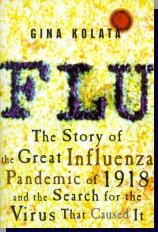 GINA KOLATA
FLU
The Story of
the Great Influenza
Pandemic of 1918
and the Search for the
Virus That Caused It